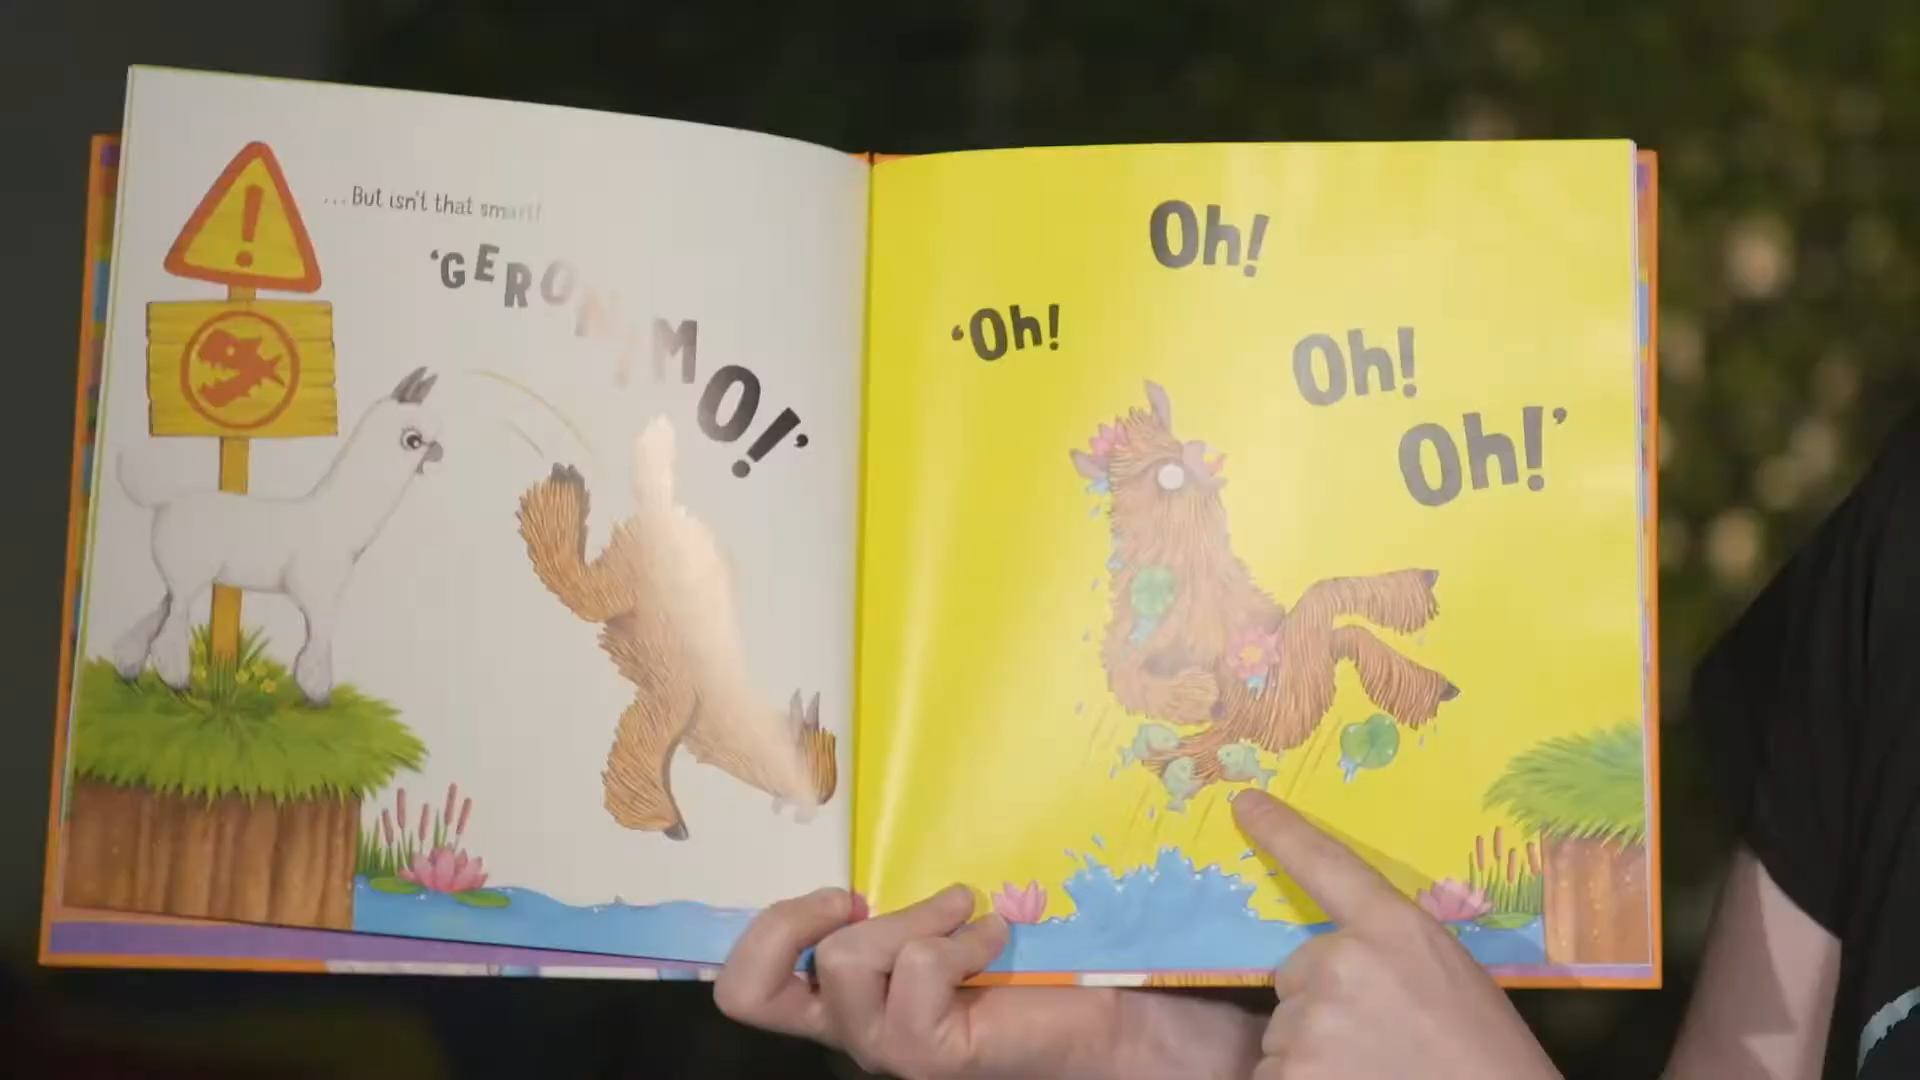 ...But isn't that smart!
‘GERONIMO!’
Oh!
‘Oh!
Oh!
Oh!’